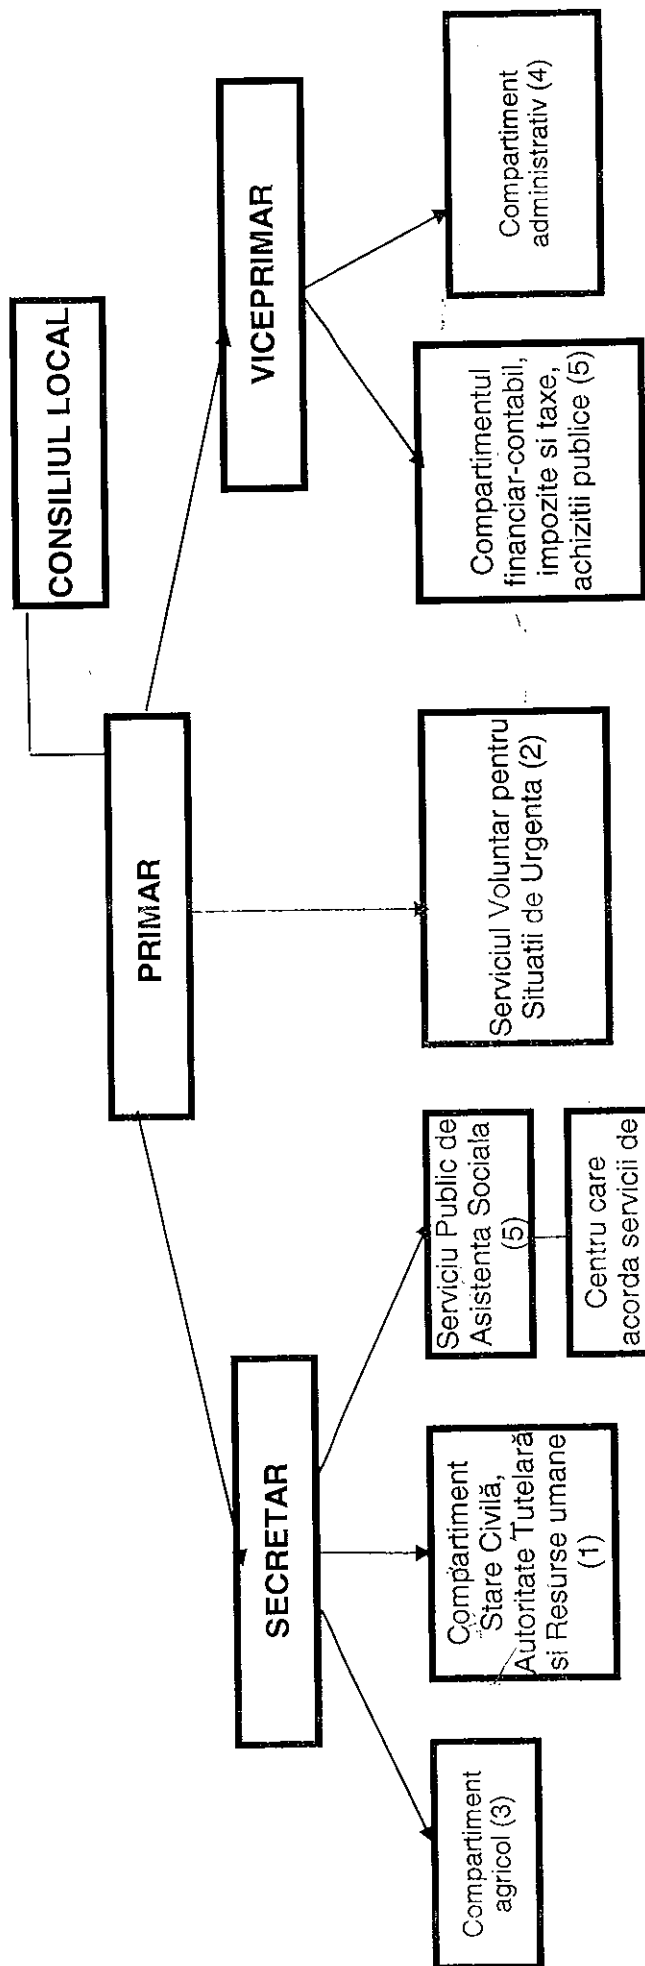 CONSILIUL LOCAL
PRIMAR
SECRETAR
VICEPRIMAR
Compartiment
agricol (3)
Compartiment
Stare Civilă,
Autoritate Tutelară
si Resurse umane
(1)
Serviciu Public de
Asistenta Sociala
(5)
Centru care
acorda servicii de
Serviciul Voluntar pentru
Situatii de Urgenta (2)
Compartimentul
financiar-contabil,
impozite si taxe,
achizitii publice (5)
Compartiment
administrativ (4)